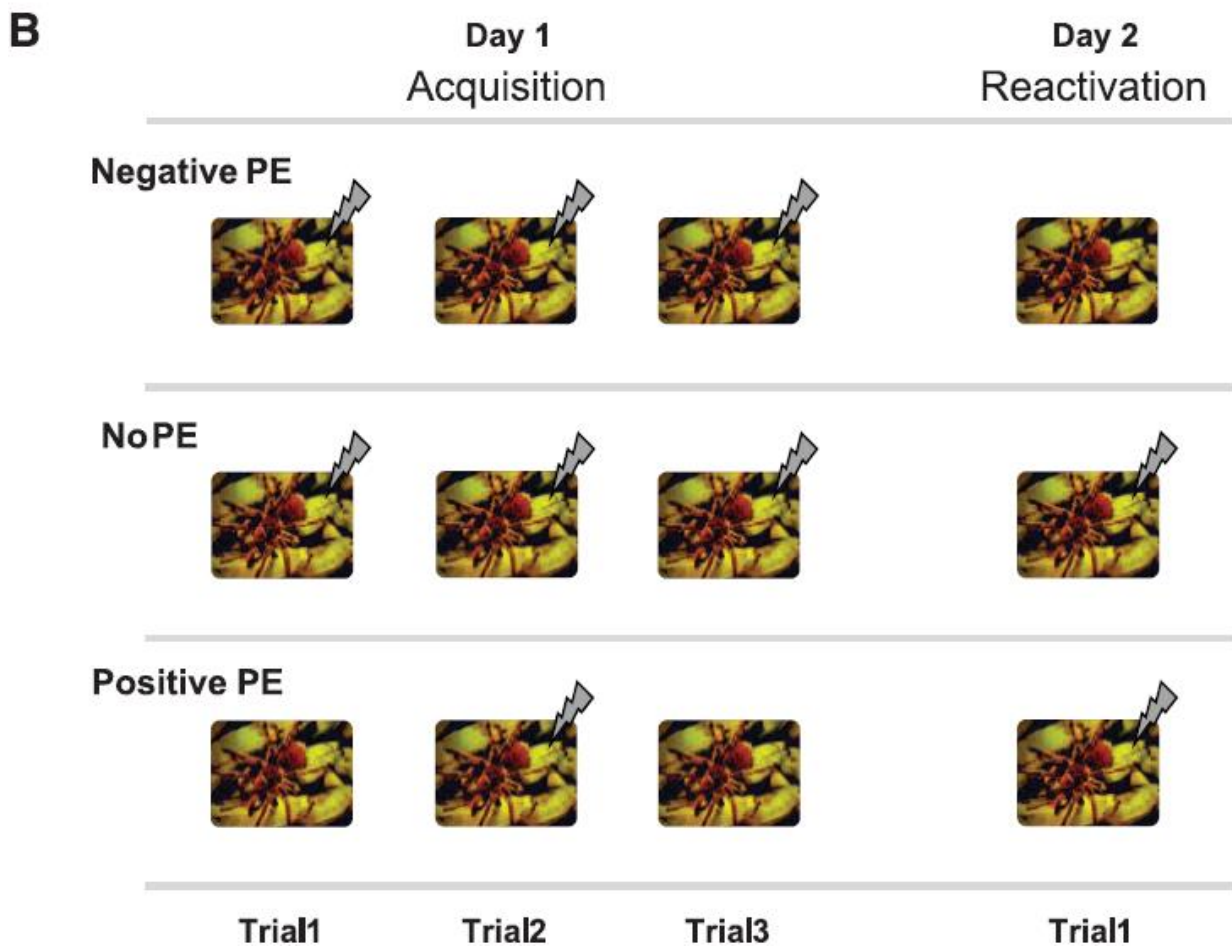 B
Day 1 Day 2
Acquisition Reactivation
Negative PE
No PE
Positive PE
Trial1 Trial2 Trial3 Trial1